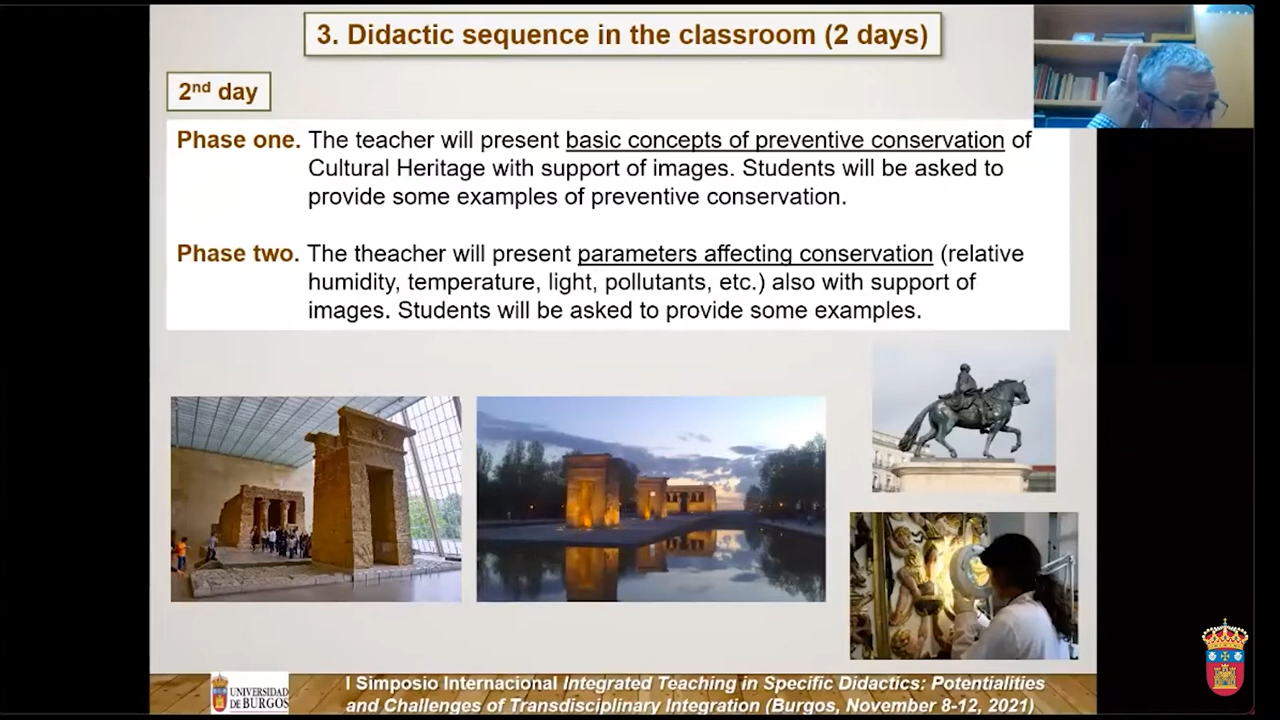 3. Didactic sequence in the classroom (2 days)
2nd day
Phase one. The teacher will present basic concepts of preventive conservation of
Cultural Heritage with support of images. Students will be asked to
provide some examples of preventive conservation.
Phase two. The theacher will present parameters affecting conservation (relative
humidity, temperature, light, pollutants, etc.) also with support of
images. Students will be asked to provide some examples.
UNIVERSIDAD
DE BURGOS
I Simposio Internacional Integrated Teaching in Specific Didactics: Potentialities
and Challenges of Transdisciplinary Integration (Burgos, November 8-12, 2021)